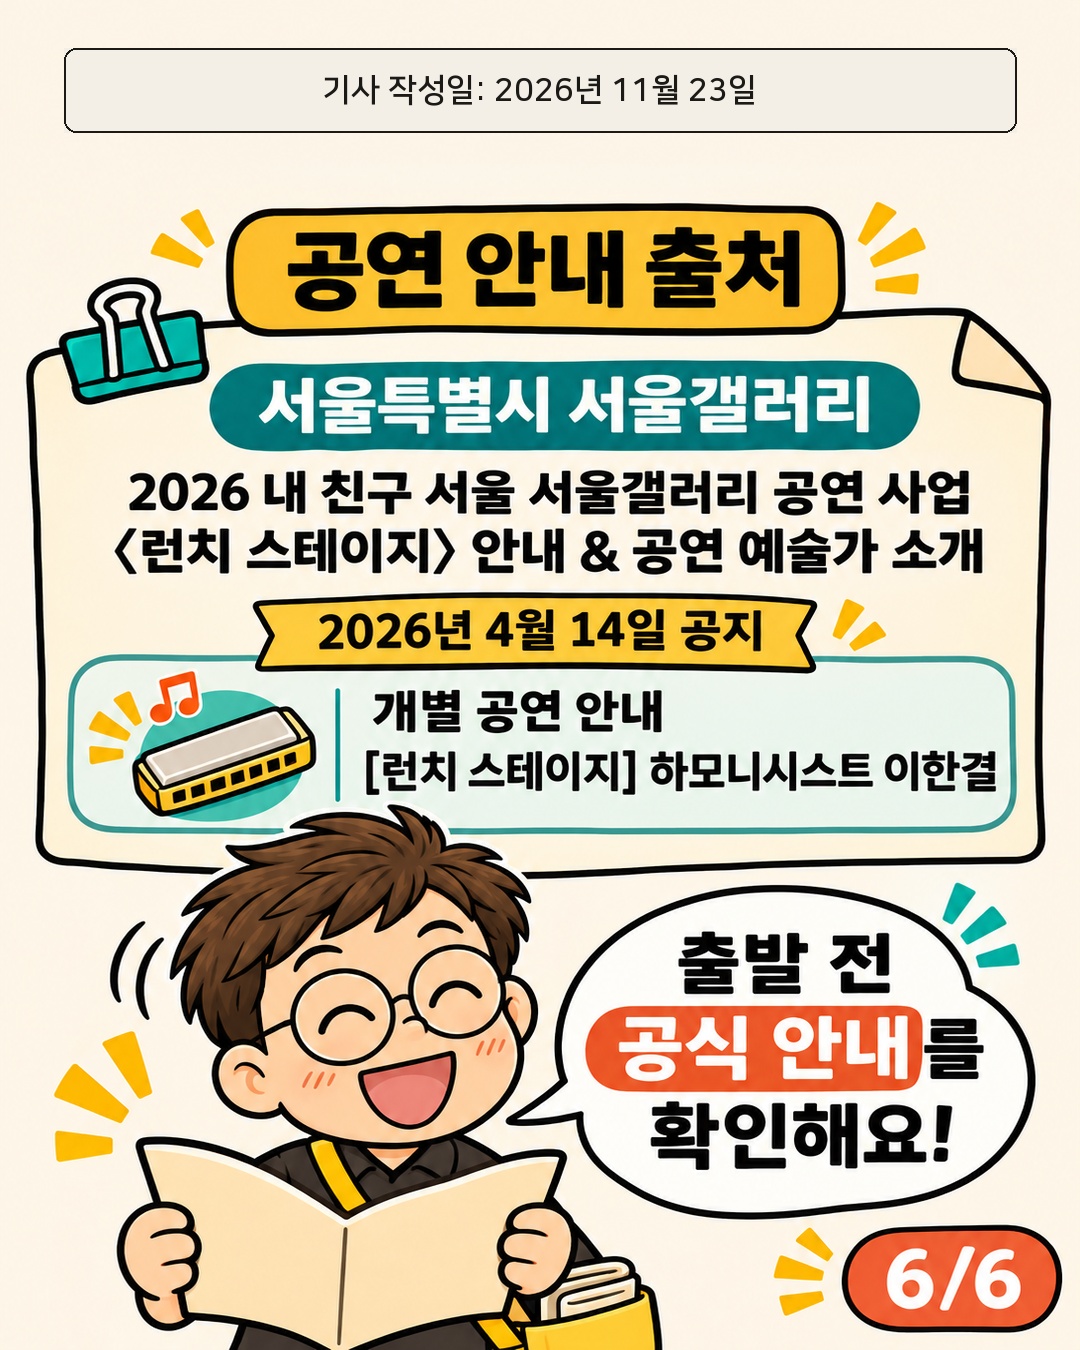 기사 작성일: 2026년 11월 23일
공연 안내 출처
서울특별시 서울갤러리
2026 내 친구 서울 서울갤러리 공연 사업
〈런치 스테이지〉 안내 & 공연 예술가 소개
2026년 4월 14일 공지
개별 공연 안내
[런치 스테이지] 하모니시스트 이한결
출발 전
공식 안내를
확인해요!
6/6